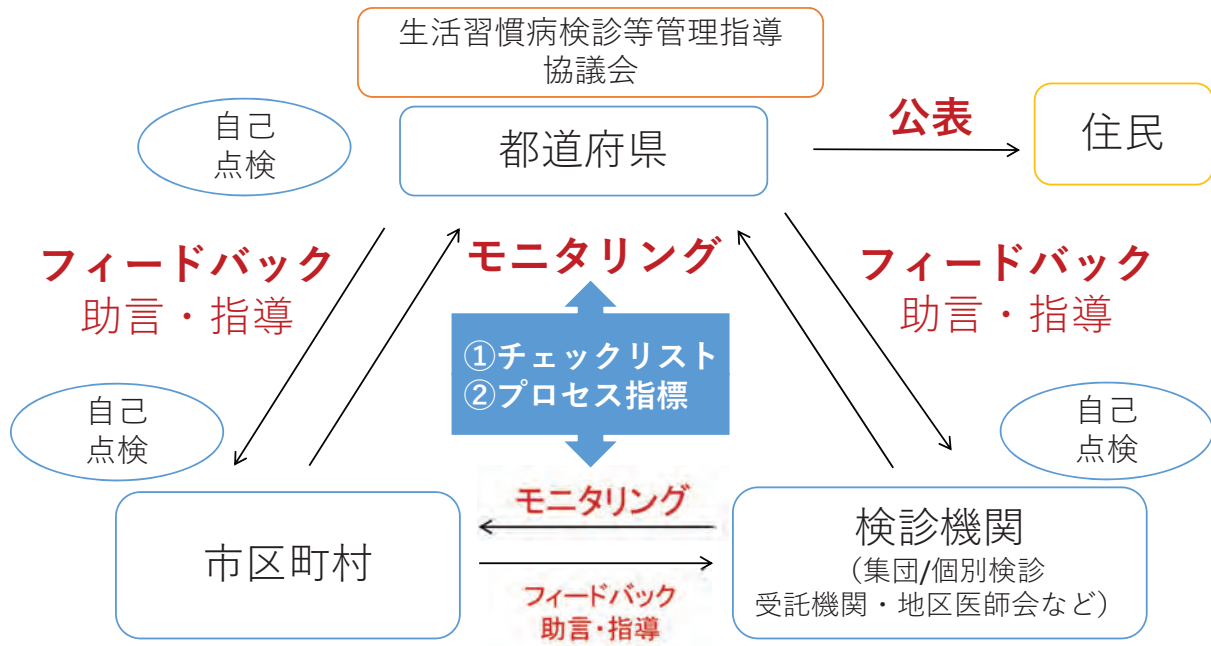 生活習慣病検診等管理指導
協議会
自己
点検
都道府県
公表
住民
フィードバック
助言・指導
モニタリング
フィードバック
助言・指導
①チェックリスト
②プロセス指標
自己
点検
自己
点検
市区町村
モニタリング
フィードバック
助言・指導
検診機関
（集団/個別検診
受託機関・地区医師会など）